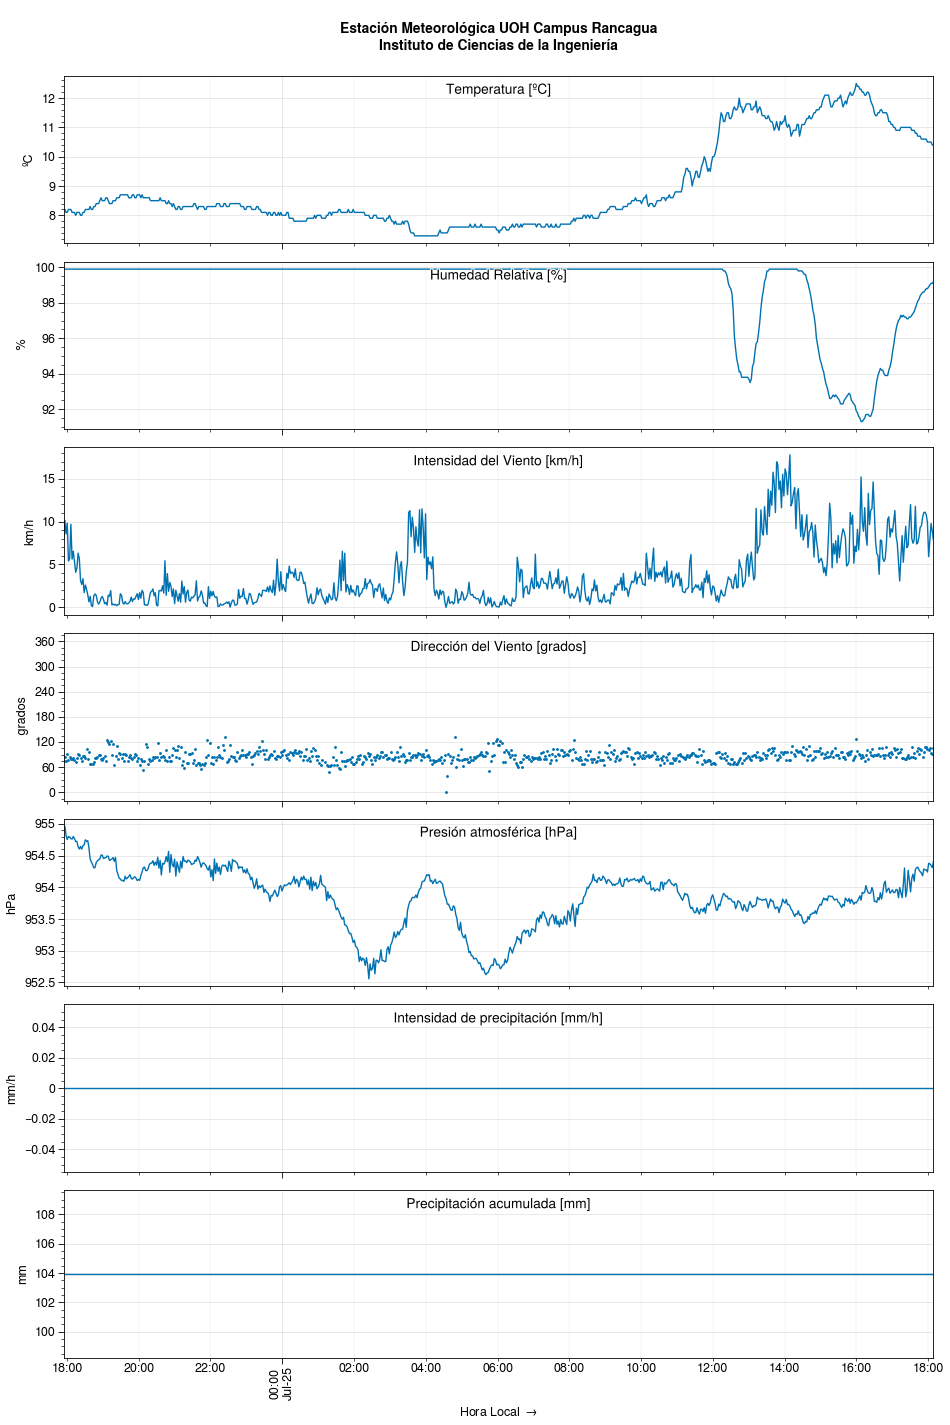 Estación Meteorológica UOH Campus Rancagua
Instituto de Ciencias de la Ingeniería
Temperatura [ºC]
ºC
12
11
10
9
8
Humedad Relativa [%]
%
100
98
96
94
92
Intensidad del Viento [km/h]
km/h
15
10
5
0
Dirección del Viento [grados]
grados
360
300
240
180
120
60
0
Presión atmosférica [hPa]
hPa
955
954.5
954
953.5
953
952.5
Intensidad de precipitación [mm/h]
mm/h
0.04
0.02
0
−0.02
−0.04
Precipitación acumulada [mm]
mm
108
106
104
102
100
18:00 20:00 22:00 00:00 02:00 04:00 06:00 08:00 10:00 12:00 14:00 16:00 18:00
Jul-25
Hora Local →